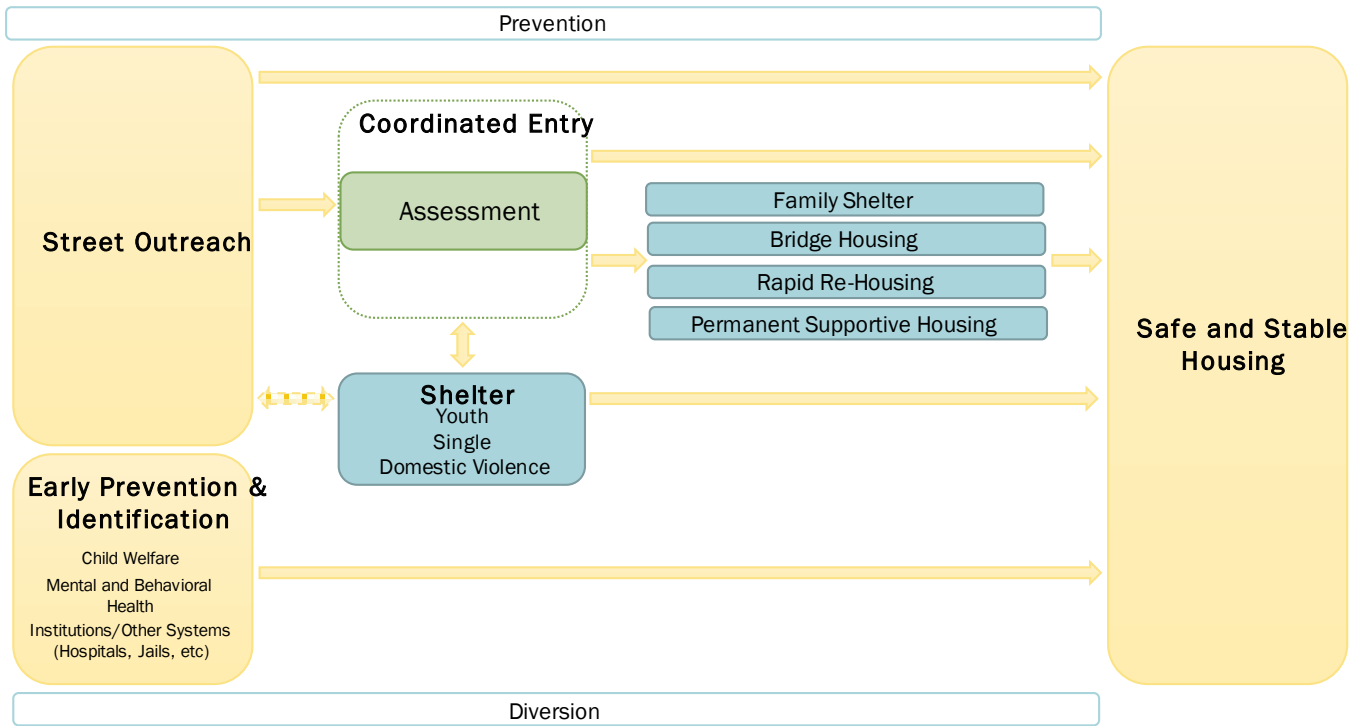 Prevention
Street Outreach
Coordinated Entry
Assessment
Family Shelter
Bridge Housing
Rapid Re-Housing
Permanent Supportive Housing
Safe and Stable
Housing
Shelter
Youth
Single
Domestic Violence
Early Prevention &
Identification
Child Welfare
Mental and Behavioral
Health
Institutions/Other Systems
(Hospitals, Jails, etc)
Diversion